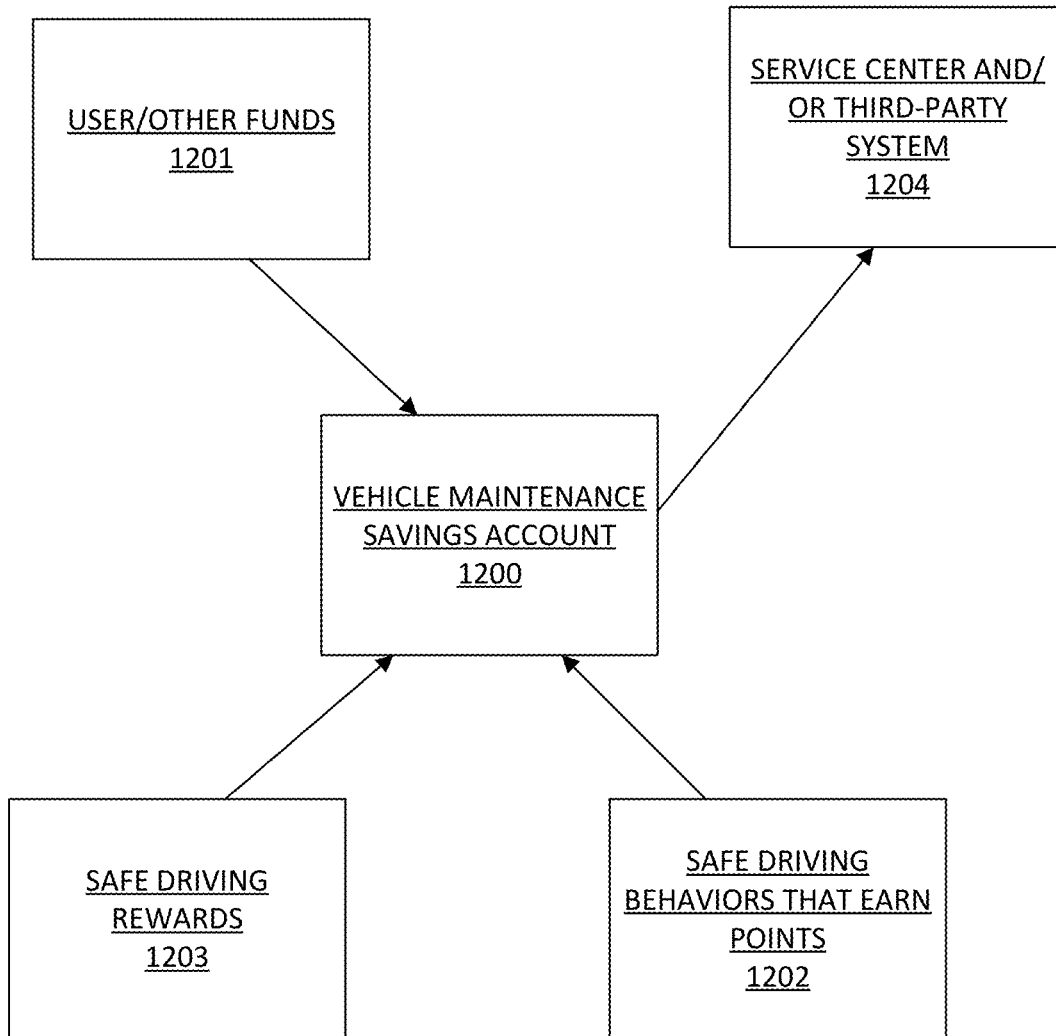 USER/OTHER FUNDS
1201
SERVICE CENTER AND/
OR THIRD-PARTY
SYSTEM
1204
VEHICLE MAINTENANCE
SAVINGS ACCOUNT
1200
SAFE DRIVING
REWARDS
1203
SAFE DRIVING
BEHAVIORS THAT EARN
POINTS
1202